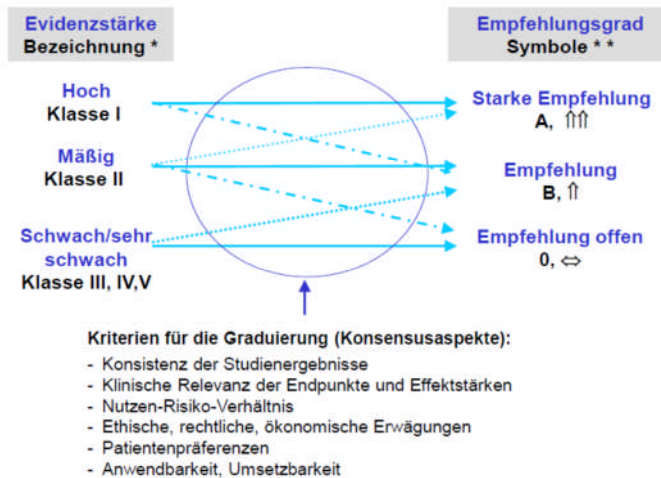 Evidenzstärke
Bezeichnung *
Empfehlungsgrad
Symbole * *
Hoch
Klasse I
Starke Empfehlung
A, ⇑⇑
Mäßig
Klasse II
Empfehlung
B, ⇑
Schwach/sehr
schwach
Klasse III, IV,V
Empfehlung offen
0, ⇔
Kriterien für die Graduierung (Konsensusaspekte):
- Konsistenz der Studienergebnisse
- Klinische Relevanz der Endpunkte und Effektstärken
- Nutzen-Risiko-Verhältnis
- Ethische, rechtliche, ökonomische Erwägungen
- Patientenpräferenzen
- Anwendbarkeit, Umsetzbarkeit